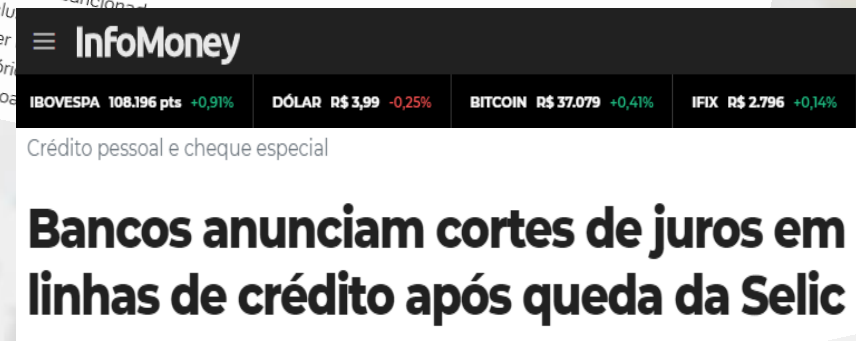 InfoMoney
IBOVESPA 108.196 pts +0,91% DÓLAR R$ 3,99 -0,25% BITCOIN R$ 37.079 +0,41% IFIX R$ 2.796 +0,14%
Crédito pessoal e cheque especial
Bancos anunciam cortes de juros em
linhas de crédito após queda da Selic